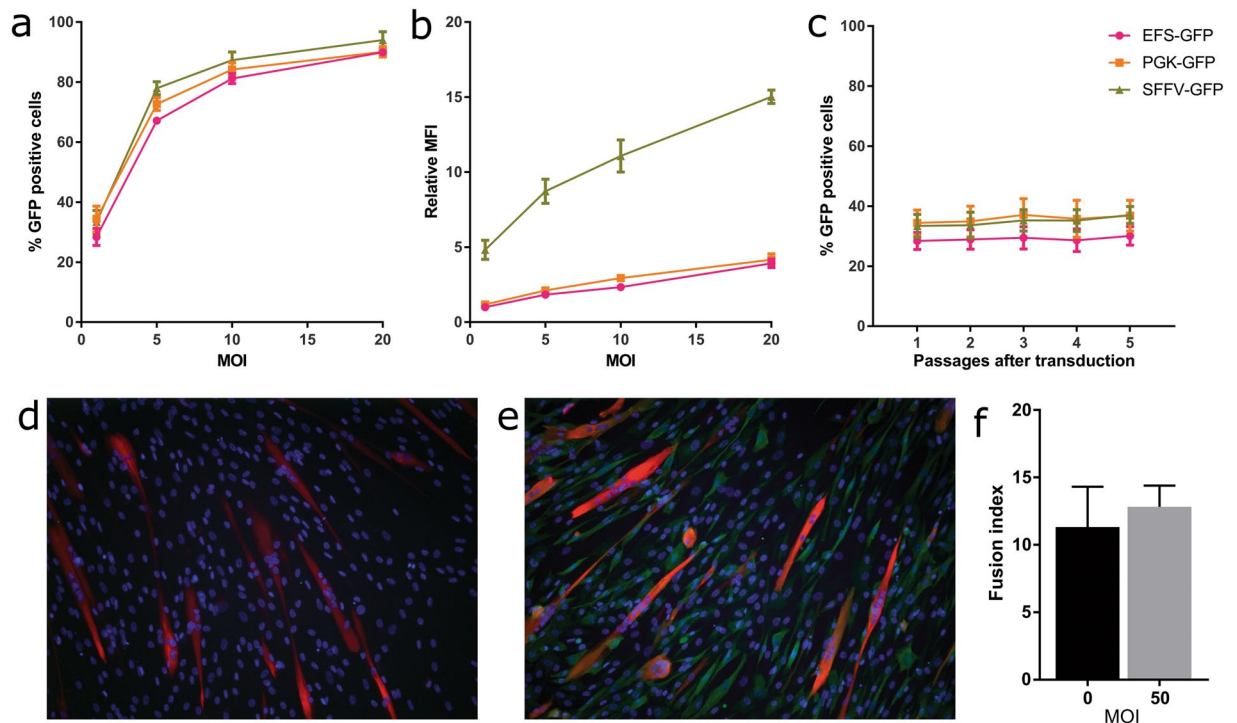 a
% GFP positive cells
100
80
60
40
20
0
0 5 10 15 20
MOI
b
Relative MFI
20
15
10
5
0
0 5 10 15 20
MOI
c
% GFP positive cells
100
80
60
40
20
0
1 2 3 4 5
Passages after transduction
EFS-GFP
PGK-GFP
SFFV-GFP
d
e
f
Fusion index
20
15
10
5
0
0 50
MOI